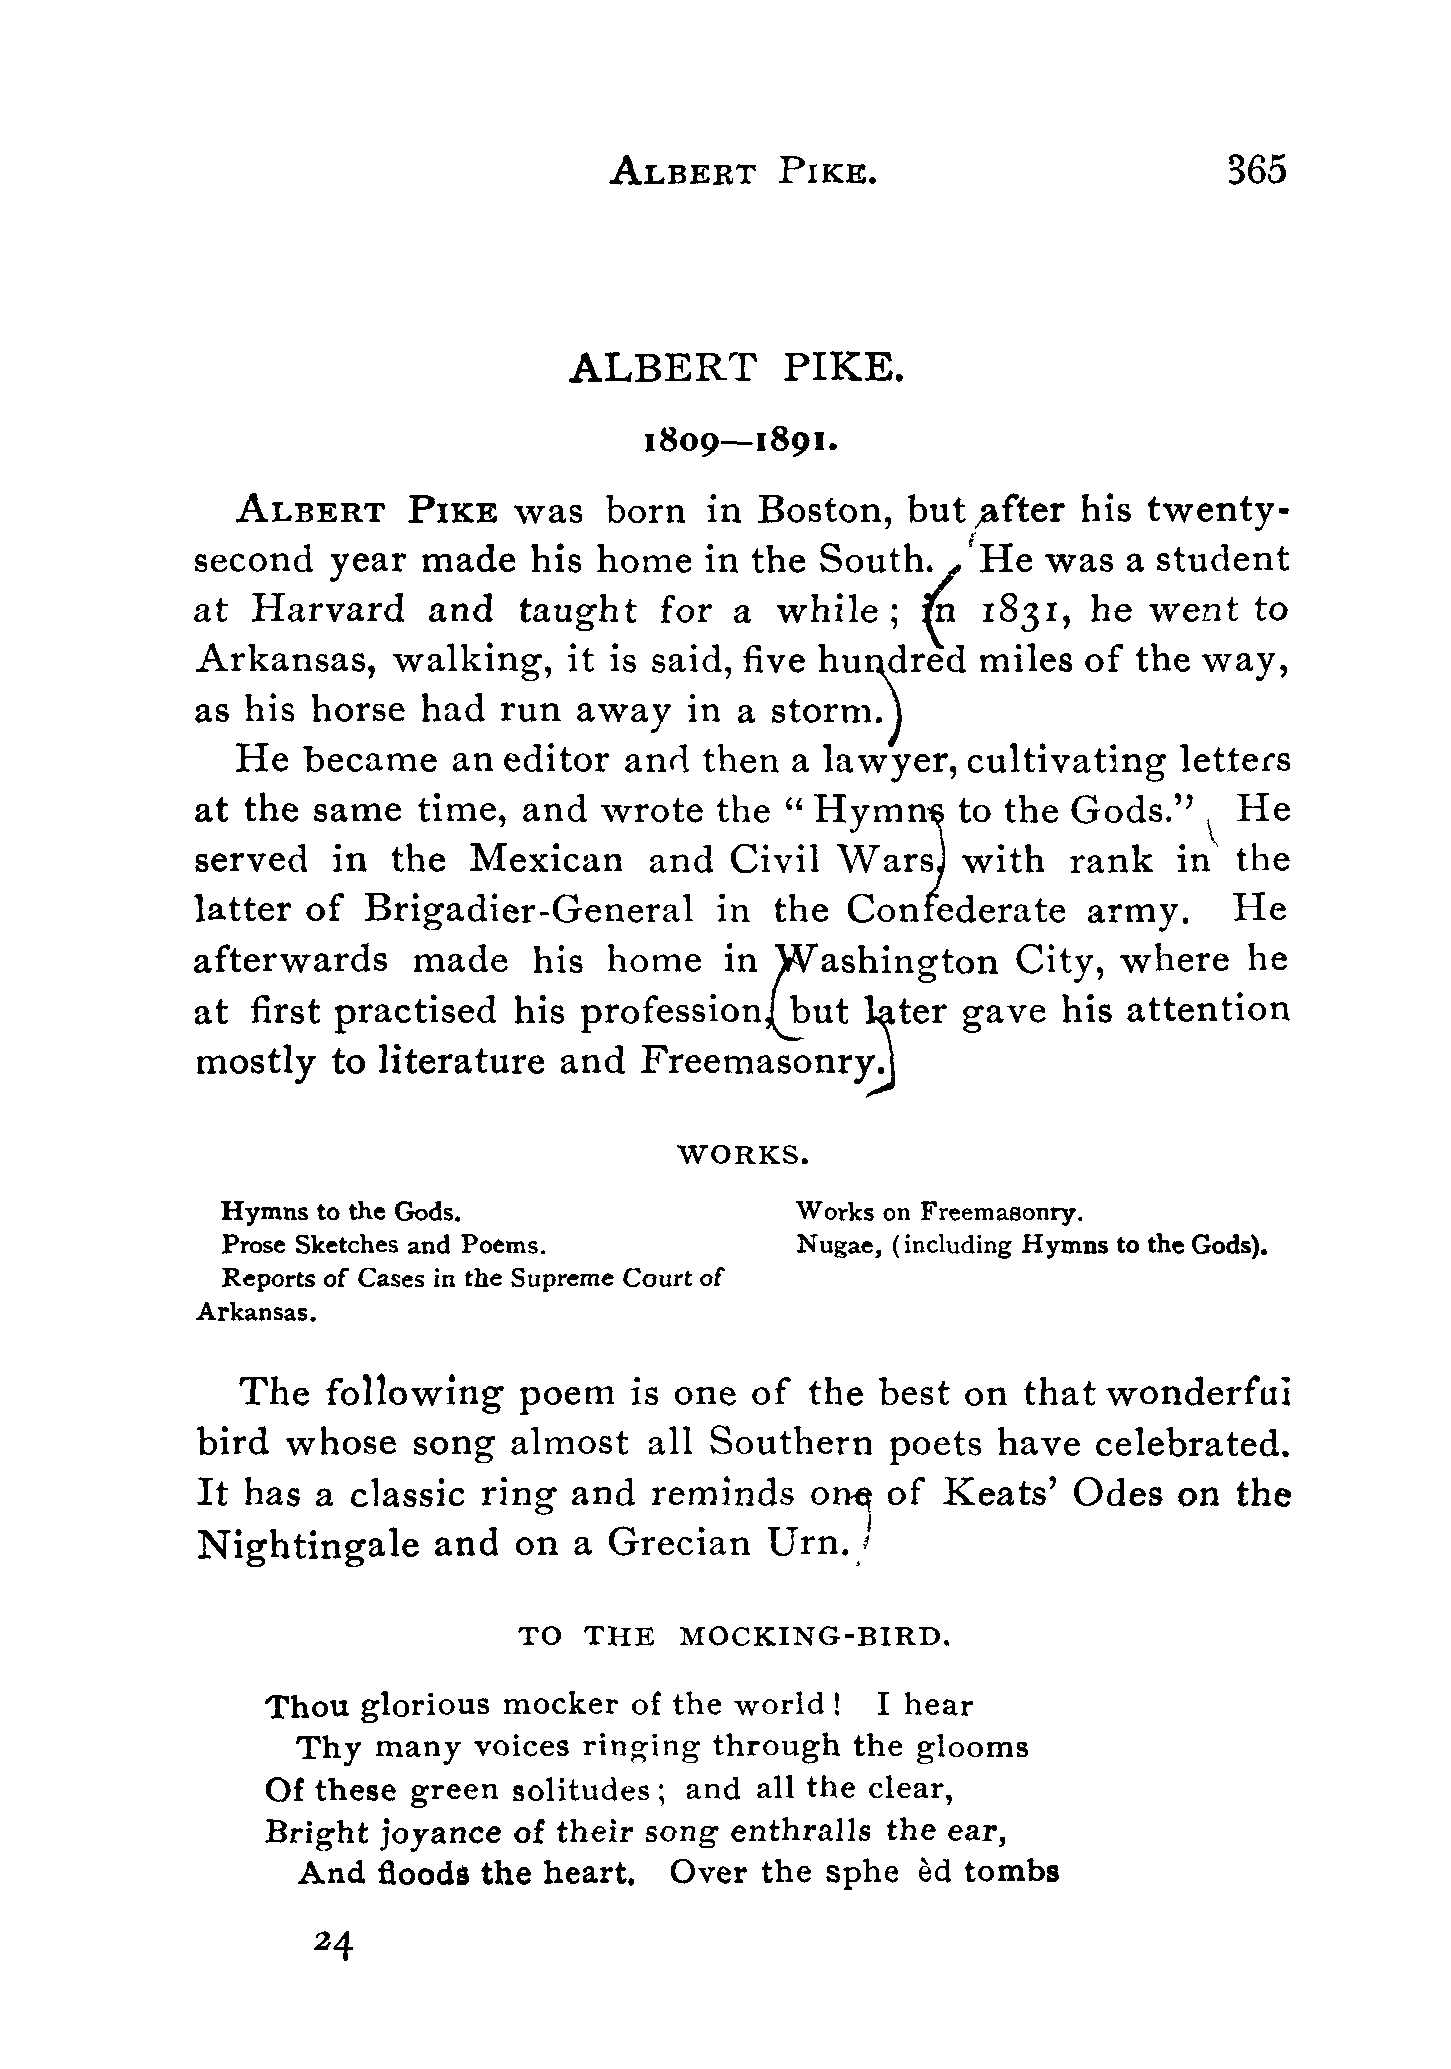 ALBERT PIKE. 365
ALBERT PIKE.
1809—1891.
ALBERT PIKE was born in Boston, but after his twenty-
second year made his home in the South. He was a student
at Harvard and taught for a while; in 1831, he went to
Arkansas, walking, it is said, five hundred miles of the way,
as his horse had run away in a storm.
He became an editor and then a lawyer, cultivating letters
at the same time, and wrote the "Hymns to the Gods." He
served in the Mexican and Civil Wars, with rank in the
latter of Brigadier-General in the Confederate army. He
afterwards made his home in Washington City, where he
at first practised his profession, but later gave his attention
mostly to literature and Freemasonry.
WORKS.
Hymns to the Gods.
Prose Sketches and Poems.
Reports of Cases in the Supreme Court of
Arkansas.
Works on Freemasonry.
Nugae, (including Hymns to the Gods).
The following poem is one of the best on that wonderful
bird whose song almost all Southern poets have celebrated.
It has a classic ring and reminds one of Keats' Odes on the
Nightingale and on a Grecian Urn.
TO THE MOCKING-BIRD.
Thou glorious mocker of the world! I hear
Thy many voices ringing through the glooms
Of these green solitudes; and all the clear,
Bright joyance of their song enthralls the ear,
And floods the heart. Over the sphe èd tombs
24